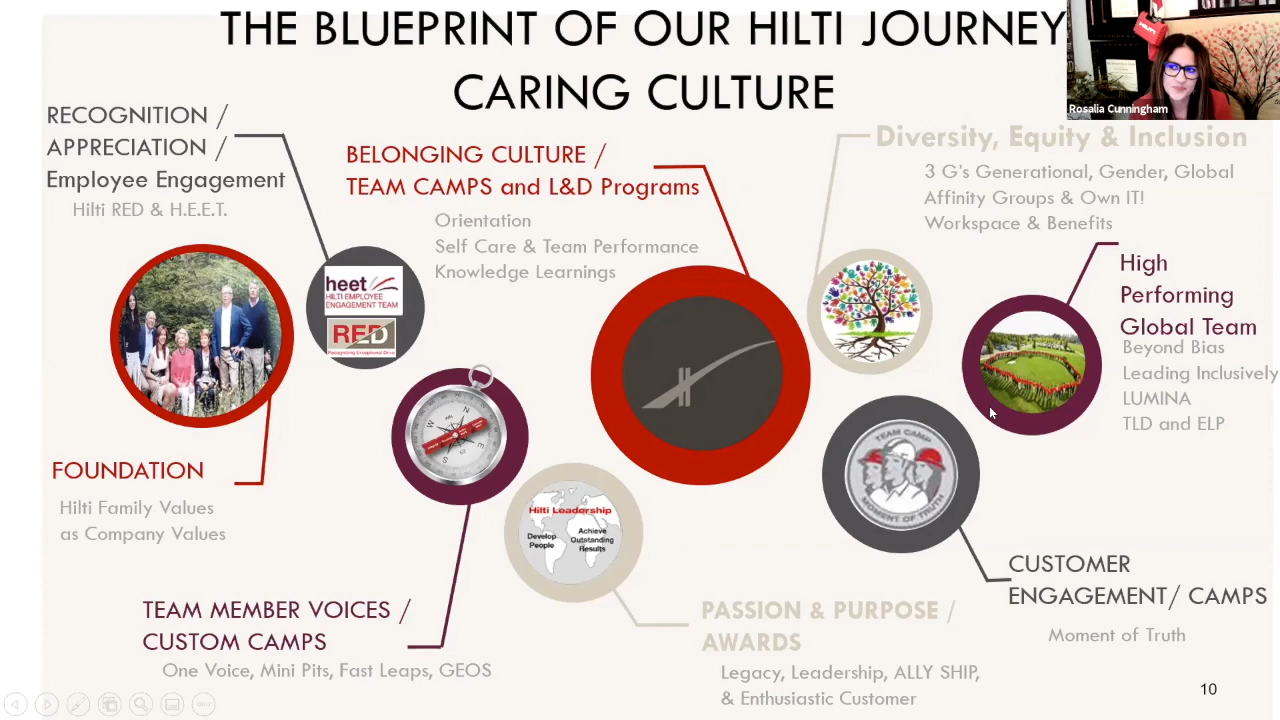 THE BLUEPRINT OF OUR HILTI JOURNEY
CARING CULTURE
Rosalia Cunningham
RECOGNITION /
APPRECIATION /
Employee Engagement
Hilti RED & H.E.E.T.
BELONGING CULTURE /
TEAM CAMPS and L&D Programs
Orientation
Self Care & Team Performance
Knowledge Learnings
Diversity, Equity & Inclusion
3 G's Generational, Gender, Global
Affinity Groups & Own IT!
Workspace & Benefits
High
Performing
Global Team
Beyond Bias
Leading Inclusively
LUMINA
TLD and ELP
heet
HILTI EMPLOYEE
ENGAGEMENT TEAM
RED
Recognizing Exceptional Drive
N
E
S
W
FOUNDATION
Hilti Family Values
as Company Values
Hilti Leadership
Develop
People
Achieve
Outstanding
Results
TEAM CAMP
MOMENT OF TRUTH
CUSTOMER
ENGAGEMENT/ CAMPS
Moment of Truth
TEAM MEMBER VOICES /
CUSTOM CAMPS
One Voice, Mini Pits, Fast Leaps, GEOS
PASSION & PURPOSE /
AWARDS
Legacy, Leadership, ALLY SHIP,
& Enthusiastic Customer
10